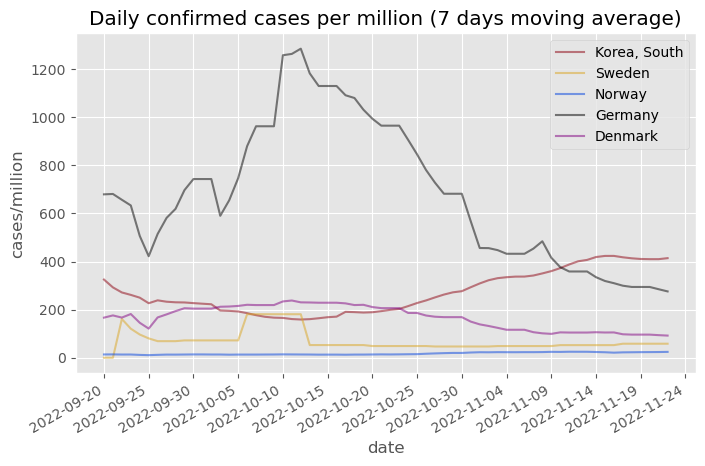 Daily confirmed cases per million (7 days moving average)
Korea, South
Sweden
Norway
Germany
Denmark
cases/million
1200
1000
800
600
400
200
0
2022-09-20
2022-09-25
2022-09-30
2022-10-05
2022-10-10
2022-10-15
2022-10-20
2022-10-25
2022-10-30
2022-11-04
2022-11-09
2022-11-14
2022-11-19
2022-11-24
date